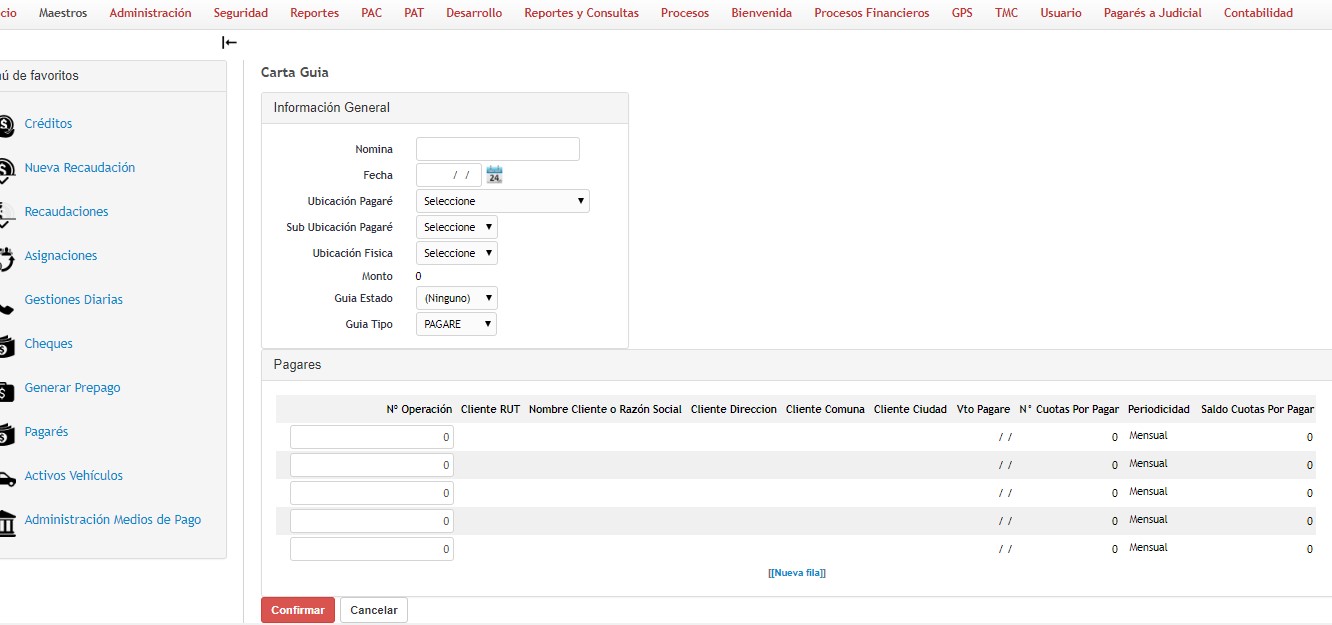 cio Maestros Administración Seguridad Reportes PAC PAT Desarrollo Reportes y Consultas Procesos Bienvenida Procesos Financieros GPS TMC Usuario Pagarés a Judicial Contabilidad
ú de favoritos
Créditos
Nueva Recaudación
Recaudaciones
Asignaciones
Gestiones Diarias
Cheques
Generar Prepago
Pagarés
Activos Vehículos
Administración Medios de Pago
Carta Guia
Información General
Nomina
Fecha / / 24
Ubicación Pagaré Seleccione
Sub Ubicación Pagaré Seleccione
Ubicación Fisica Seleccione
Monto 0
Guia Estado (Ninguno)
Guia Tipo PAGARE
Pagares
Nº Operación Cliente RUT Nombre Cliente o Razón Social Cliente Direccion Cliente Comuna Cliente Ciudad Vto Pagare N° Cuotas Por Pagar Periodicidad Saldo Cuotas Por Pagar
0 / / 0 Mensual 0
0 / / 0 Mensual 0
0 / / 0 Mensual 0
0 / / 0 Mensual 0
0 / / 0 Mensual 0
[[Nueva fila]]
Confirmar Cancelar